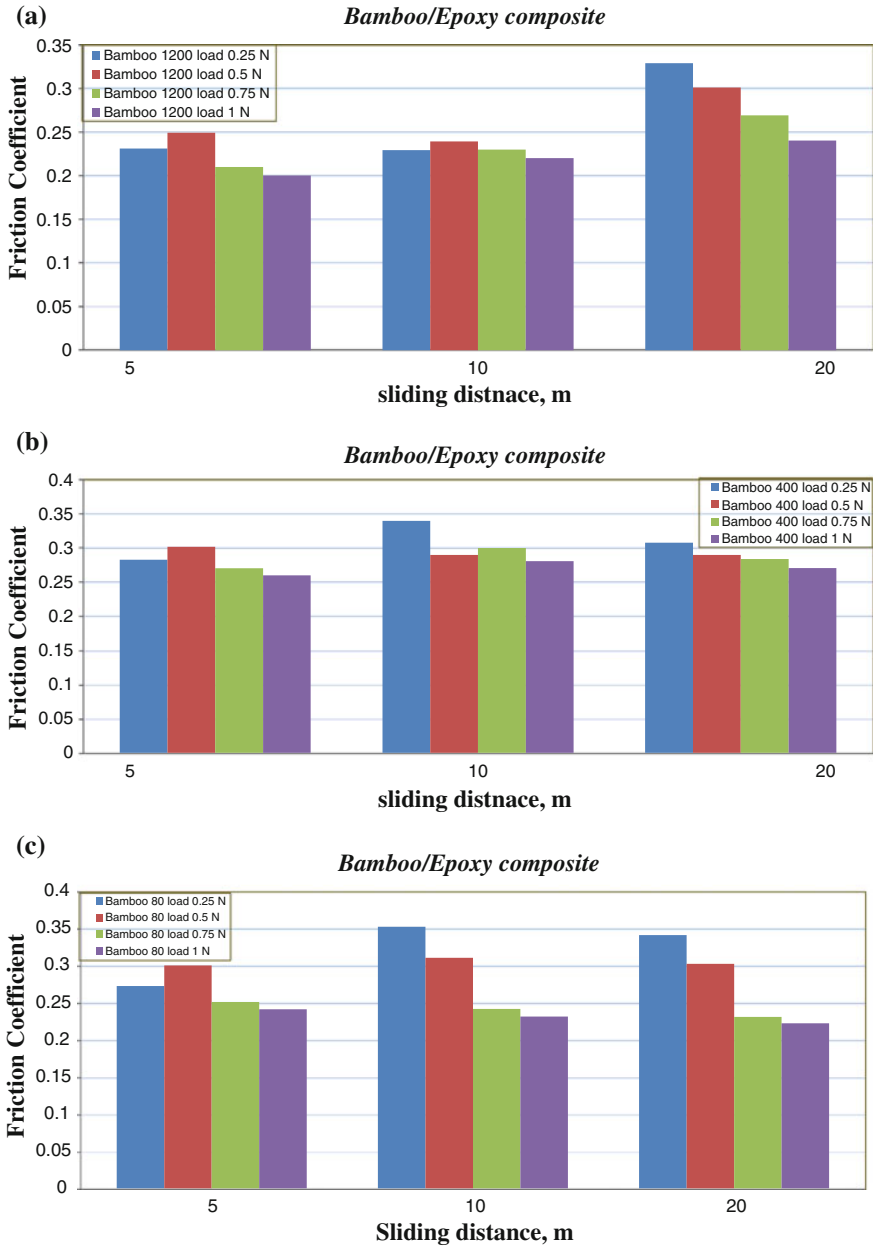 (a)
Bamboo/Epoxy composite
Bamboo 1200 load 0.25 N
Bamboo 1200 load 0.5 N
Bamboo 1200 load 0.75 N
Bamboo 1200 load 1 N
Friction Coefficient
0.35
0.3
0.25
0.2
0.15
0.1
0.05
0
5
10
20
sliding distnace, m
(b)
Bamboo/Epoxy composite
Bamboo 400 load 0.25 N
Bamboo 400 load 0.5 N
Bamboo 400 load 0.75 N
Bamboo 400 load 1 N
Friction Coefficient
0.4
0.35
0.3
0.25
0.2
0.15
0.1
0.05
0
5
10
20
sliding distnace, m
(c)
Bamboo/Epoxy composite
Bamboo 80 load 0.25 N
Bamboo 80 load 0.5 N
Bamboo 80 load 0.75 N
Bamboo 80 load 1 N
Friction Coefficient
0.4
0.35
0.3
0.25
0.2
0.15
0.1
0.05
0
5
10
20
Sliding distance, m